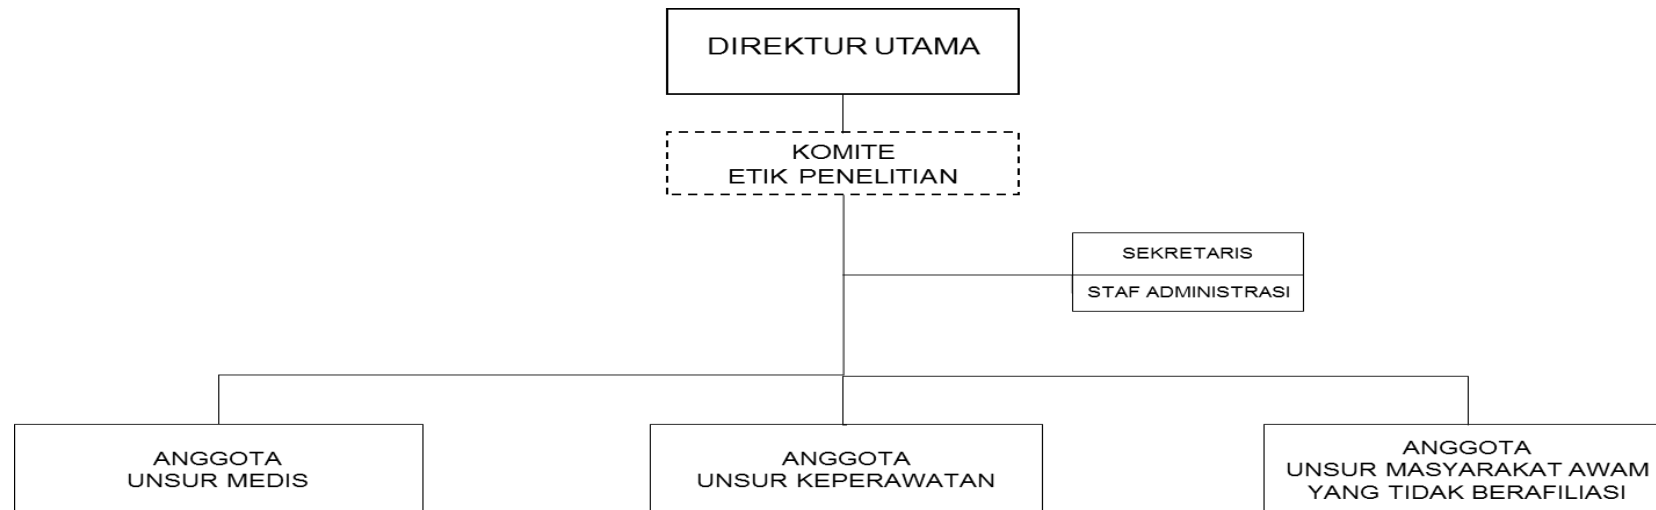 DIREKTUR UTAMA
KOMITE
ETIK PENELITIAN
SEKRETARIS
STAF ADMINISTRASI
ANGGOTA
UNSUR MEDIS
ANGGOTA
UNSUR KEPERAWATAN
ANGGOTA
UNSUR MASYARAKAT AWAM
YANG TIDAK BERAFILIASI